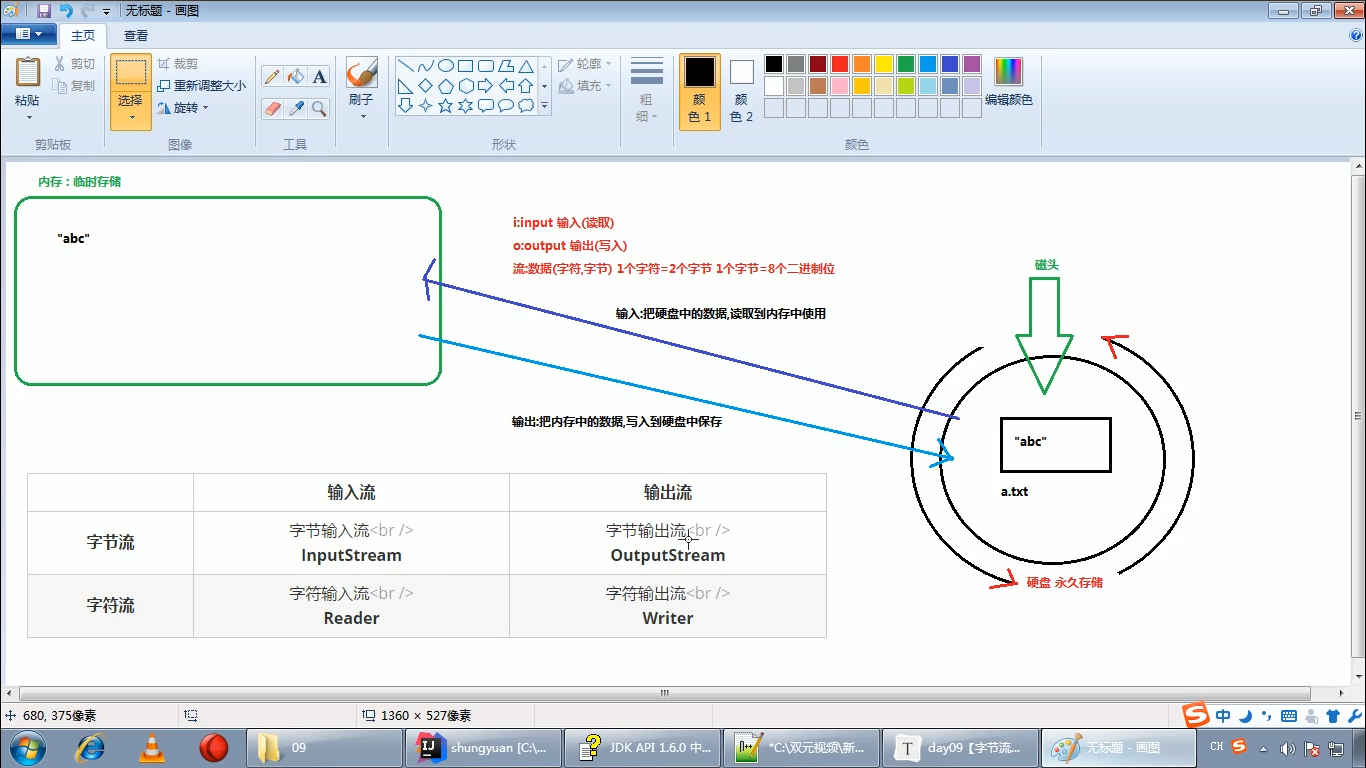 无标题 - 画图
主页
查看
粘贴
剪切
复制
剪贴板
选择
裁剪
重新调整大小
旋转
图像
A
工具
刷子
轮廓
填充
形状
粗
细
颜
色 1
颜
色 2
编辑颜色
颜色
内存：临时存储
"abc"
i:input 输入(读取)
o:output 输出(写入)
流:数据(字符,字节) 1个字符=2个字节 1个字节=8个二进制位
输入:把硬盘中的数据,读取到内存中使用
输出:把内存中的数据,写入到硬盘中保存
磁头
"abc"
a.txt
硬盘 永久存储
输入流
输出流
字节流
字节输入流<br />
InputStream
字节输出流<br />
OutputStream
字符流
字符输入流<br />
Reader
字符输出流<br />
Writer
680, 375像素
1360 × 527像素
中
09
shungyuan [C:\...
JDK API 1.6.0 中...
*C:\双元视频\新...
day09【字节流...
无标题 - 画图
CH